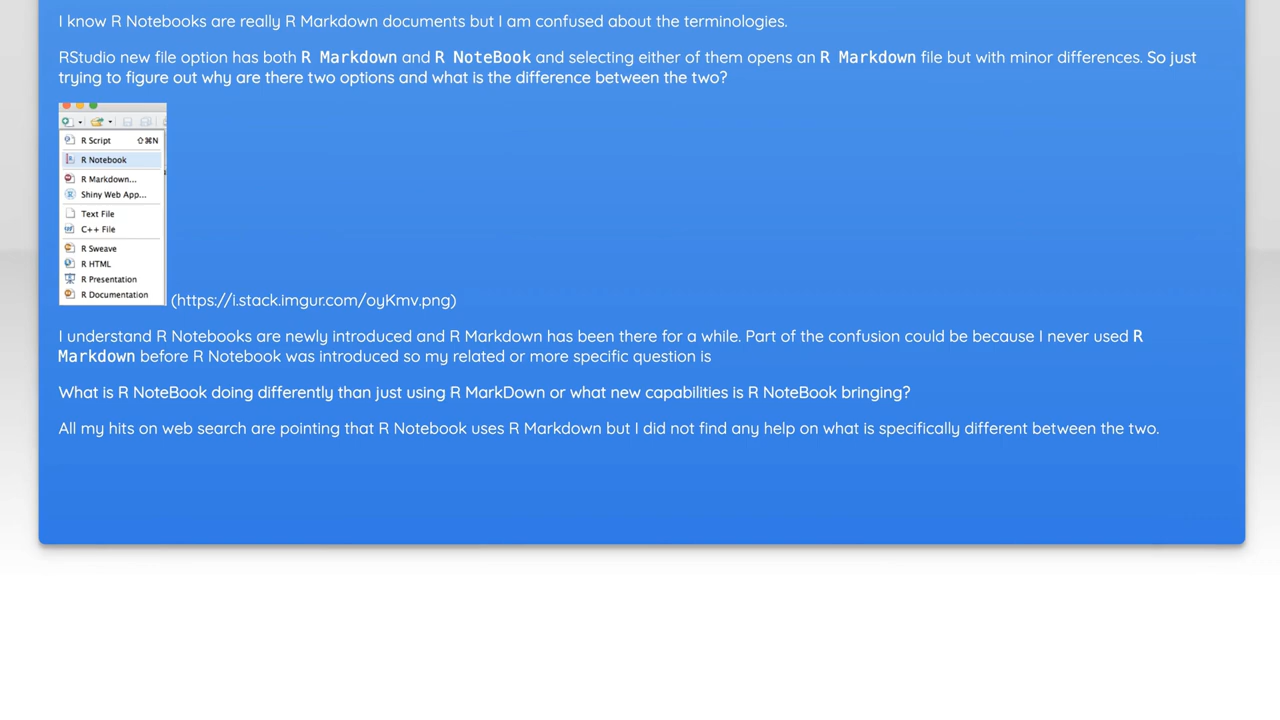 I know R Notebooks are really R Markdown documents but I am confused about the terminologies.
RStudio new file option has both R Markdown and R NoteBook and selecting either of them opens an R Markdown file but with minor differences. So just
trying to figure out why are there two options and what is the difference between the two?
R Script ⇧⌘N
R Notebook
R Markdown...
Shiny Web App...
Text File
C++ File
R Sweave
R HTML
R Presentation
R Documentation
(https://i.stack.imgur.com/oyKmv.png)
I understand R Notebooks are newly introduced and R Markdown has been there for a while. Part of the confusion could be because I never used R
Markdown before R Notebook was introduced so my related or more specific question is
What is R NoteBook doing differently than just using R MarkDown or what new capabilities is R NoteBook bringing?
All my hits on web search are pointing that R Notebook uses R Markdown but I did not find any help on what is specifically different between the two.